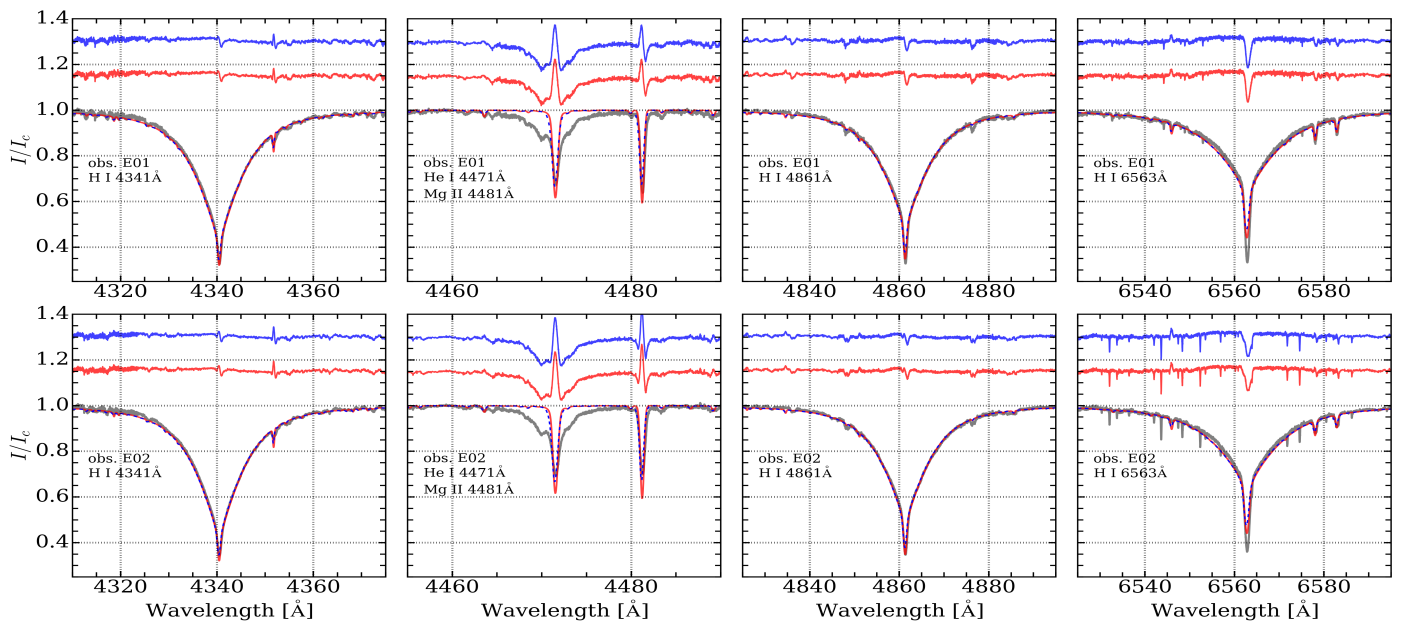 1.4
1.2
1.0
0.8
0.6
0.4
I/I_c
obs. E01
H I 4341Å
4320 4340 4360
obs. E01
He I 4471Å
Mg II 4481Å
4460 4480
obs. E01
H I 4861Å
4840 4860 4880
obs. E01
H I 6563Å
6540 6560 6580
1.4
1.2
1.0
0.8
0.6
0.4
I/I_c
obs. E02
H I 4341Å
4320 4340 4360
Wavelength [Å]
obs. E02
He I 4471Å
Mg II 4481Å
4460 4480
Wavelength [Å]
obs. E02
H I 4861Å
4840 4860 4880
Wavelength [Å]
obs. E02
H I 6563Å
6540 6560 6580
Wavelength [Å]